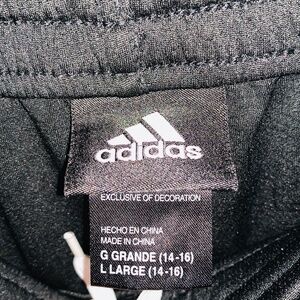 adidas
EXCLUSIVE OF DECORATION
HECHO EN CHINA
MADE IN CHINA
G GRANDE (14-16)
L LARGE (14-16)